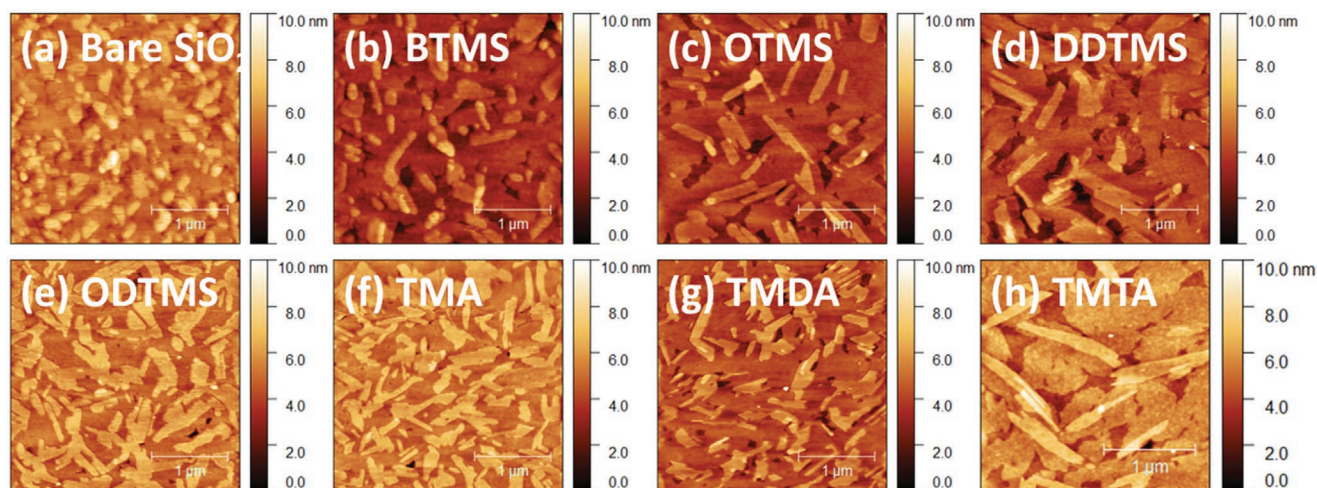 (a) Bare SiO₂
10.0 nm
8.0
6.0
4.0
2.0
0.0
1 µm
(b) BTMS
10.0 nm
8.0
6.0
4.0
2.0
0.0
1 µm
(c) OTMS
10.0 nm
8.0
6.0
4.0
2.0
0.0
1 µm
(d) DDTMS
10.0 nm
8.0
6.0
4.0
2.0
0.0
1 µm
(e) ODTMS
10.0 nm
8.0
6.0
4.0
2.0
0.0
1 µm
(f) TMA
10.0 nm
8.0
6.0
4.0
2.0
0.0
1 µm
(g) TMDA
10.0 nm
8.0
6.0
4.0
2.0
0.0
1 µm
(h) TMTA
10.0 nm
8.0
6.0
4.0
2.0
0.0
1 µm